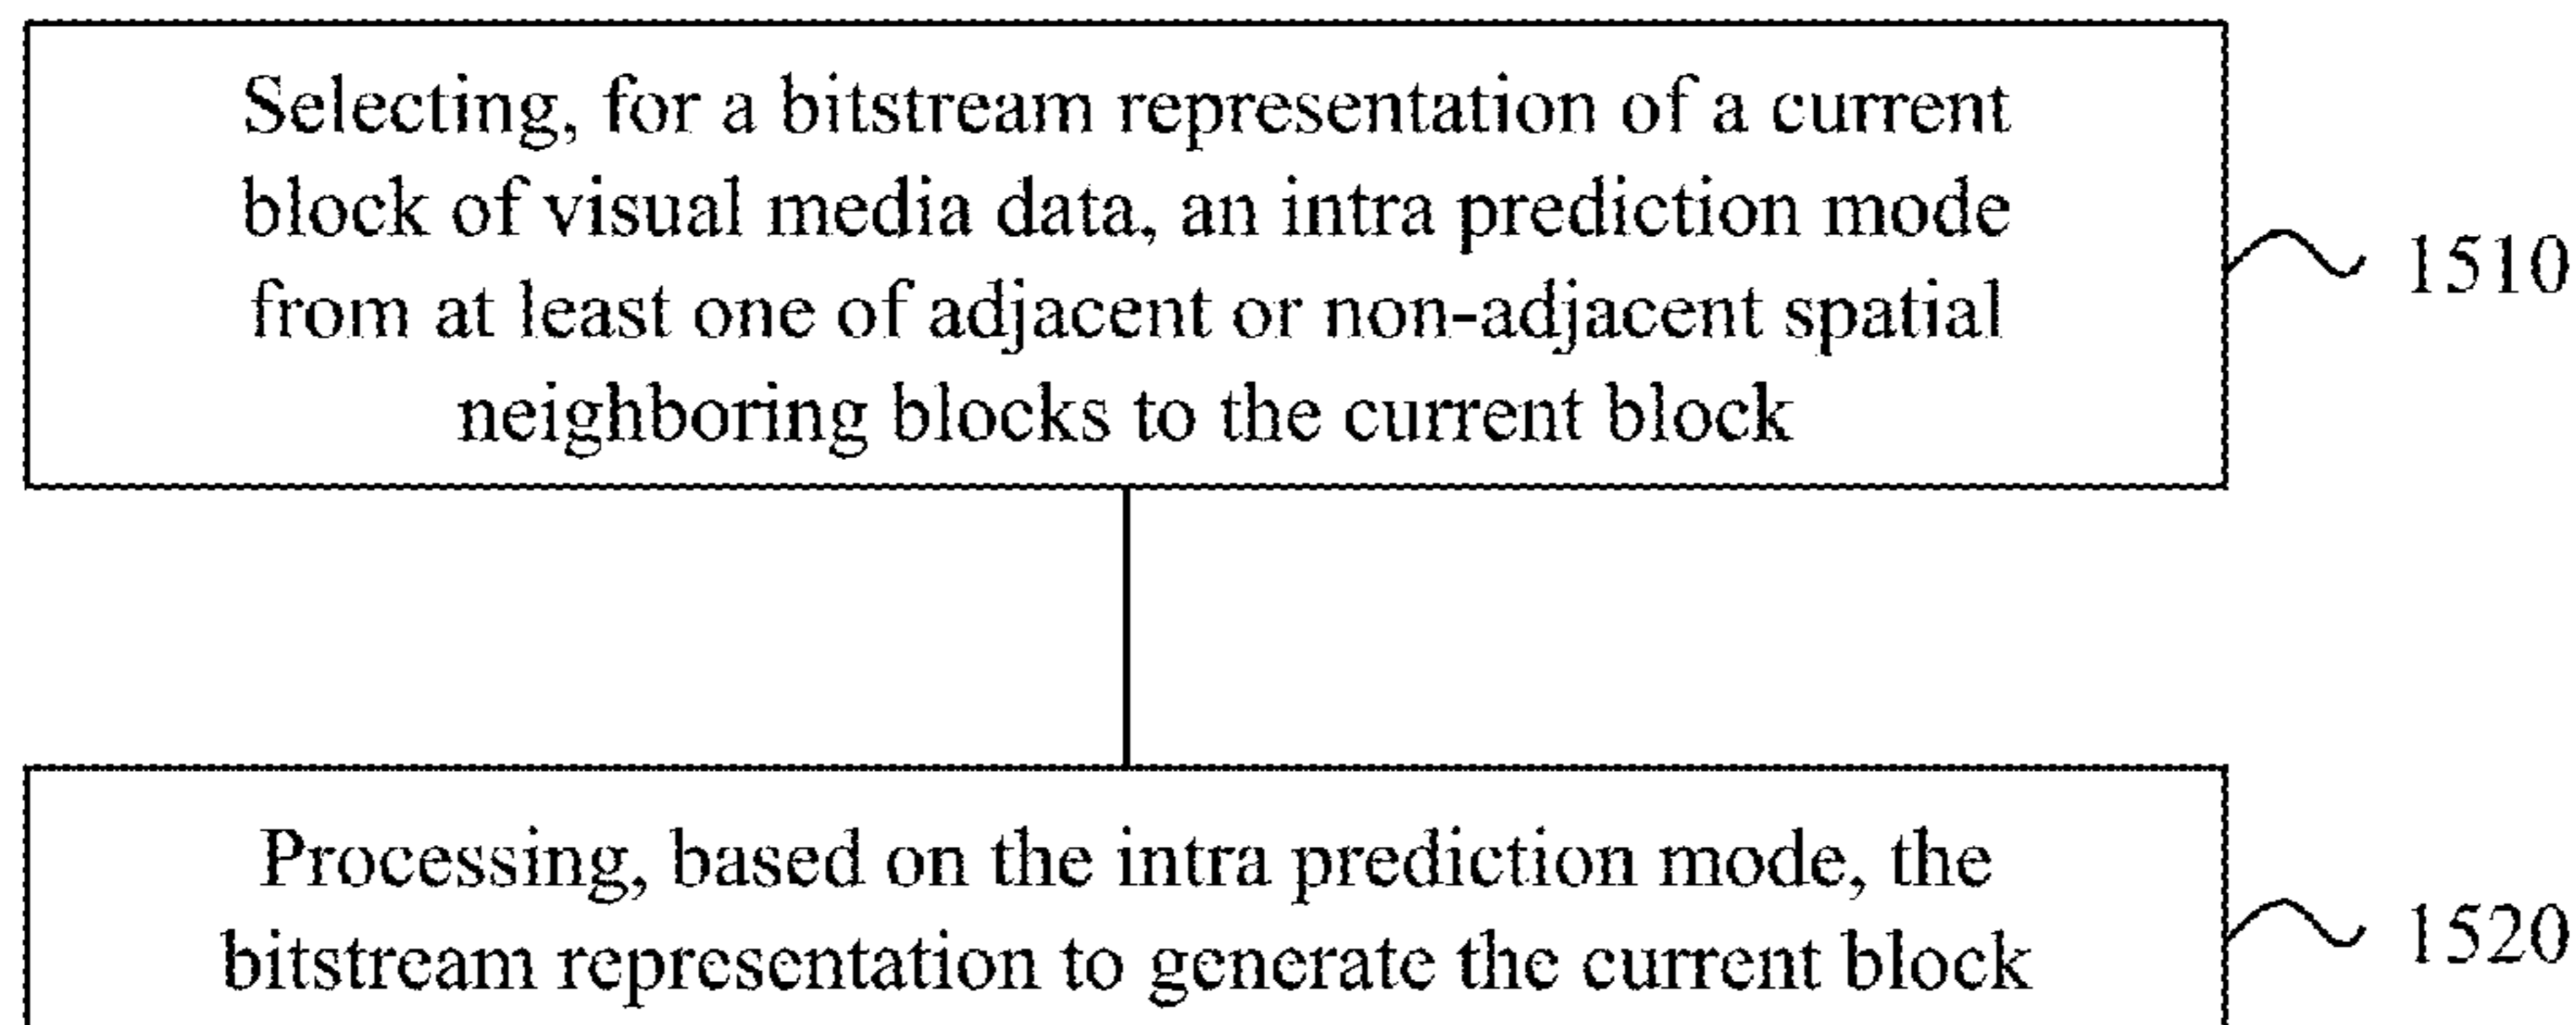 Selecting, for a bitstream representation of a current
block of visual media data, an intra prediction mode
from at least one of adjacent or non-adjacent spatial
neighboring blocks to the current block
1510
Processing, based on the intra prediction mode, the
bitstream representation to generate the current block
1520